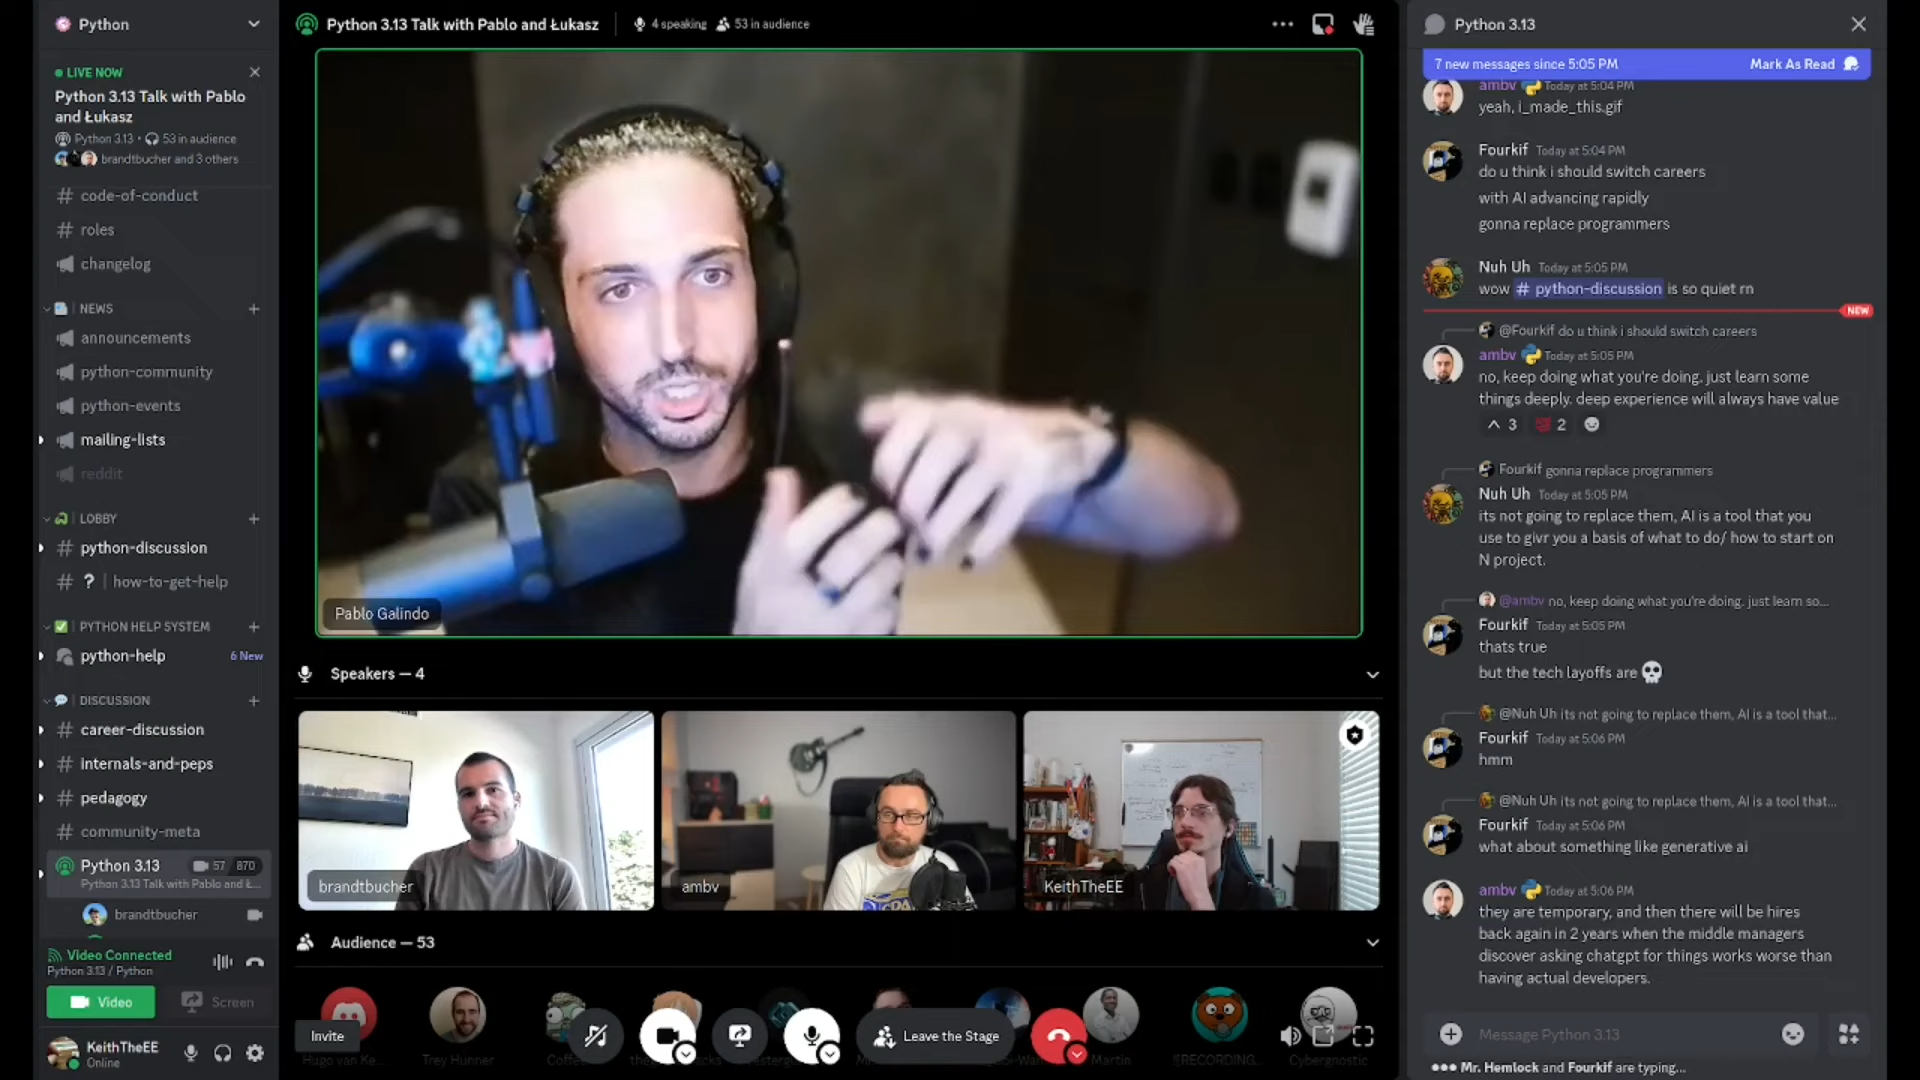 Python
LIVE NOW
Python 3.13 Talk with Pablo
and Łukasz
Python 3.13 • 53 in audience
brandtbucher and 3 others
# code-of-conduct
# roles
changelog
NEWS
announcements
python-community
python-events
mailing-lists
reddit
LOBBY
# python-discussion
# ? | how-to-get-help
PYTHON HELP SYSTEM
python-help 6 New
DISCUSSION
# career-discussion
# internals-and-peps
# pedagogy
# community-meta
Python 3.13 57 870
Python 3.13 Talk with Pablo and Ł...
brandtbucher
Video Connected
Python 3.13 / Python
Video Screen
KeithTheEE
Online
Python 3.13 Talk with Pablo and Łukasz 4 speaking 53 in audience
Pablo Galindo
Speakers — 4
brandtbucher
ambv
KeithTheEE
Audience — 53
Invite
Leave the Stage
Hugo van Ke...
Trey Hunner
Martin
Cybergnostic
Python 3.13
7 new messages since 5:05 PM Mark As Read
ambv Today at 5:04 PM
yeah, i_made_this.gif
Fourkif Today at 5:04 PM
do u think i should switch careers
with AI advancing rapidly
gonna replace programmers
Nuh Uh Today at 5:05 PM
wow # python-discussion is so quiet rn
NEW
@Fourkif do u think i should switch careers
ambv Today at 5:05 PM
no, keep doing what you're doing. just learn some
things deeply. deep experience will always have value
3 2
Fourkif gonna replace programmers
Nuh Uh Today at 5:05 PM
its not going to replace them, AI is a tool that you
use to givr you a basis of what to do/ how to start on
N project.
@ambv no, keep doing what you're doing. just learn so...
Fourkif Today at 5:05 PM
thats true
but the tech layoffs are
@Nuh Uh its not going to replace them, AI is a tool that...
Fourkif Today at 5:06 PM
hmm
@Nuh Uh its not going to replace them, AI is a tool that...
Fourkif Today at 5:06 PM
what about something like generative ai
ambv Today at 5:06 PM
they are temporary, and then there will be hires
back again in 2 years when the middle managers
discover asking chatgpt for things works worse than
having actual developers.
Message Python 3.13
Mr. Hemlock and Fourkif are typing...